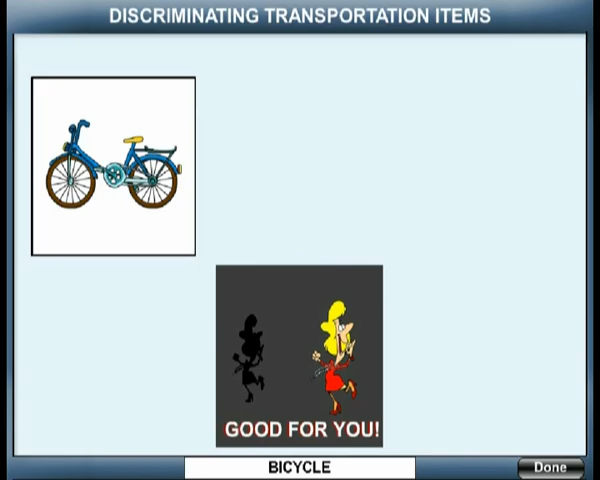 DISCRIMINATING TRANSPORTATION ITEMS
GOOD FOR YOU!
BICYCLE
Done